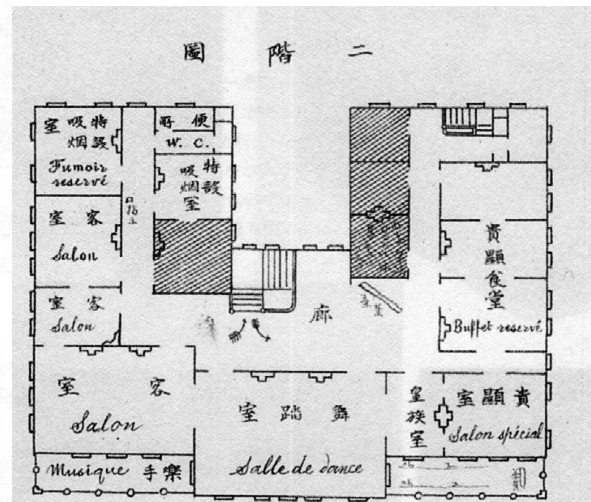 二階圖
特設吸烟室
Fumoir
reservé
便所
W. C.
特設吸烟室
客室
Salon
客室
Salon
廊
貴顯食堂
Buffet reservé
客室
Salon
舞踏室
Salle de dance
皇族室
貴顯室
Salon spécial
樂手
Musique